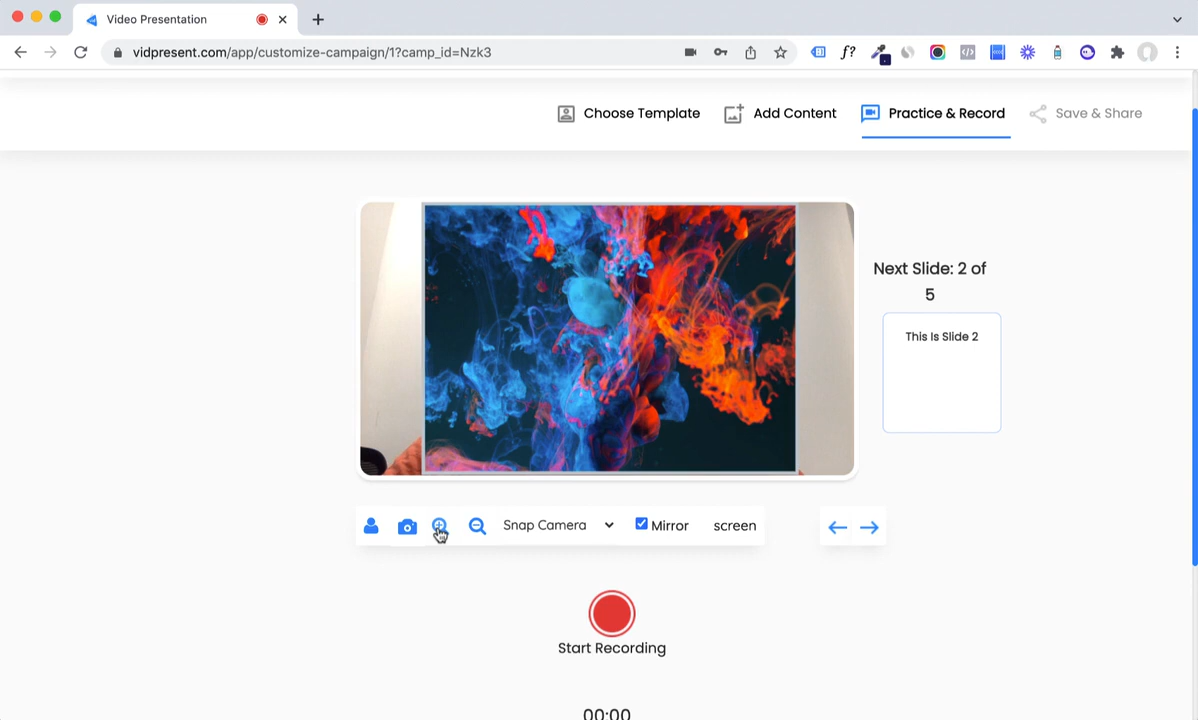 Video Presentation
vidpresent.com/app/customize-campaign/1?camp_id=Nzk3
f?
Choose Template
Add Content
Practice & Record
Save & Share
Next Slide: 2 of
5
This Is Slide 2
Snap Camera
Mirror
screen
Start Recording
00:00